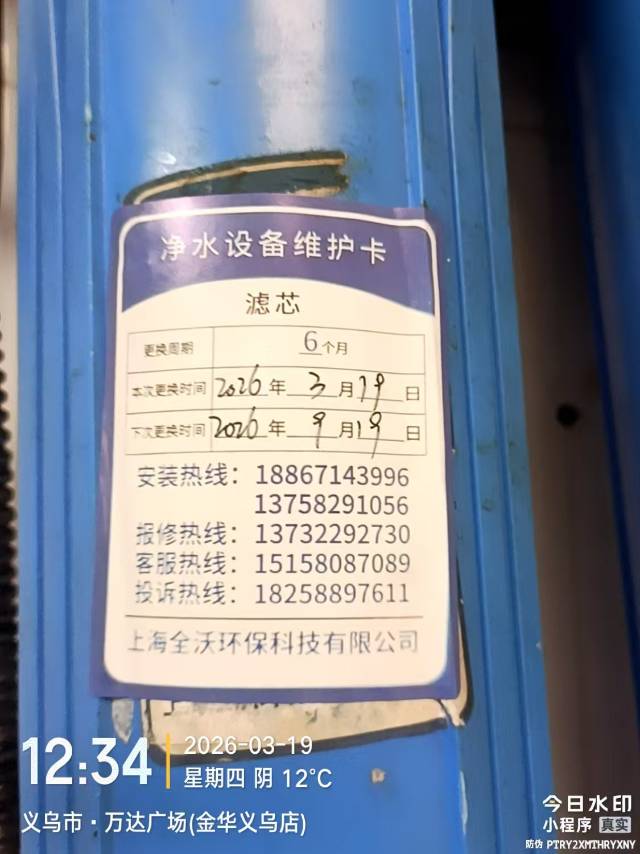 净水设备维护卡
滤芯
更换周期 6个月
本次更换时间 2026年3月19日
下次更换时间 2026年9月19日
安装热线：18867143996
13758291056
报修热线：13732292730
客服热线：15158087089
投诉热线：18258897611
上海全沃环保科技有限公司
12:34
2026-03-19
星期四 阴 12°C
义乌市·万达广场(金华义乌店)
今日水印
小程序 真实
防伪 PTRY2XMTHRYXNY